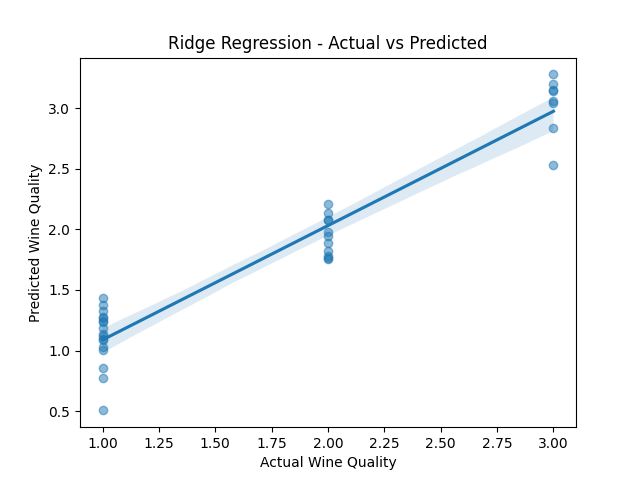 Ridge Regression - Actual vs Predicted
Predicted Wine Quality
3.0
2.5
2.0
1.5
1.0
0.5
1.00 1.25 1.50 1.75 2.00 2.25 2.50 2.75 3.00
Actual Wine Quality